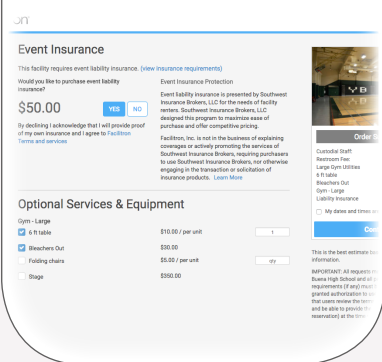 on
Event Insurance
This facility requires event liability insurance. (view insurance requirements)
Would you like to purchase event liability
insurance?
$50.00
YES
NO
By declining I acknowledge that I will provide proof
of my own insurance and I agree to Facilitron
Terms and services
Event Insurance Protection
Event liability insurance is presented by Southwest
Insurance Brokers, LLC for the needs of facility
renters. Southwest Insurance Brokers, LLC
designed this program to maximize ease of
purchase and offer competitive pricing.
Facilitron, Inc. is not in the business of explaining
coverages or actively promoting the services of
Southwest Insurance Brokers, requiring purchasers
to use Southwest Insurance Brokers, nor otherwise
engaging in the transaction or solicitation of
insurance products. Learn More
Optional Services & Equipment
Gym - Large
6 ft table
$10.00 / per unit
1
Bleachers Out
$30.00
Folding chairs
$5.00 / per unit
qty
Stage
$350.00
Order
Custodial Staff
Restroom Fee:
Large Gym Utilities
6 ft table
Bleachers Out
Gym - Large
Liability Insurance
My dates and times
This is the best estimate
information.
IMPORTANT: All requests
Buena High School and all
requirements (if any) must
granted authorization to
that users review the
and be able to provide
reservation) at the time